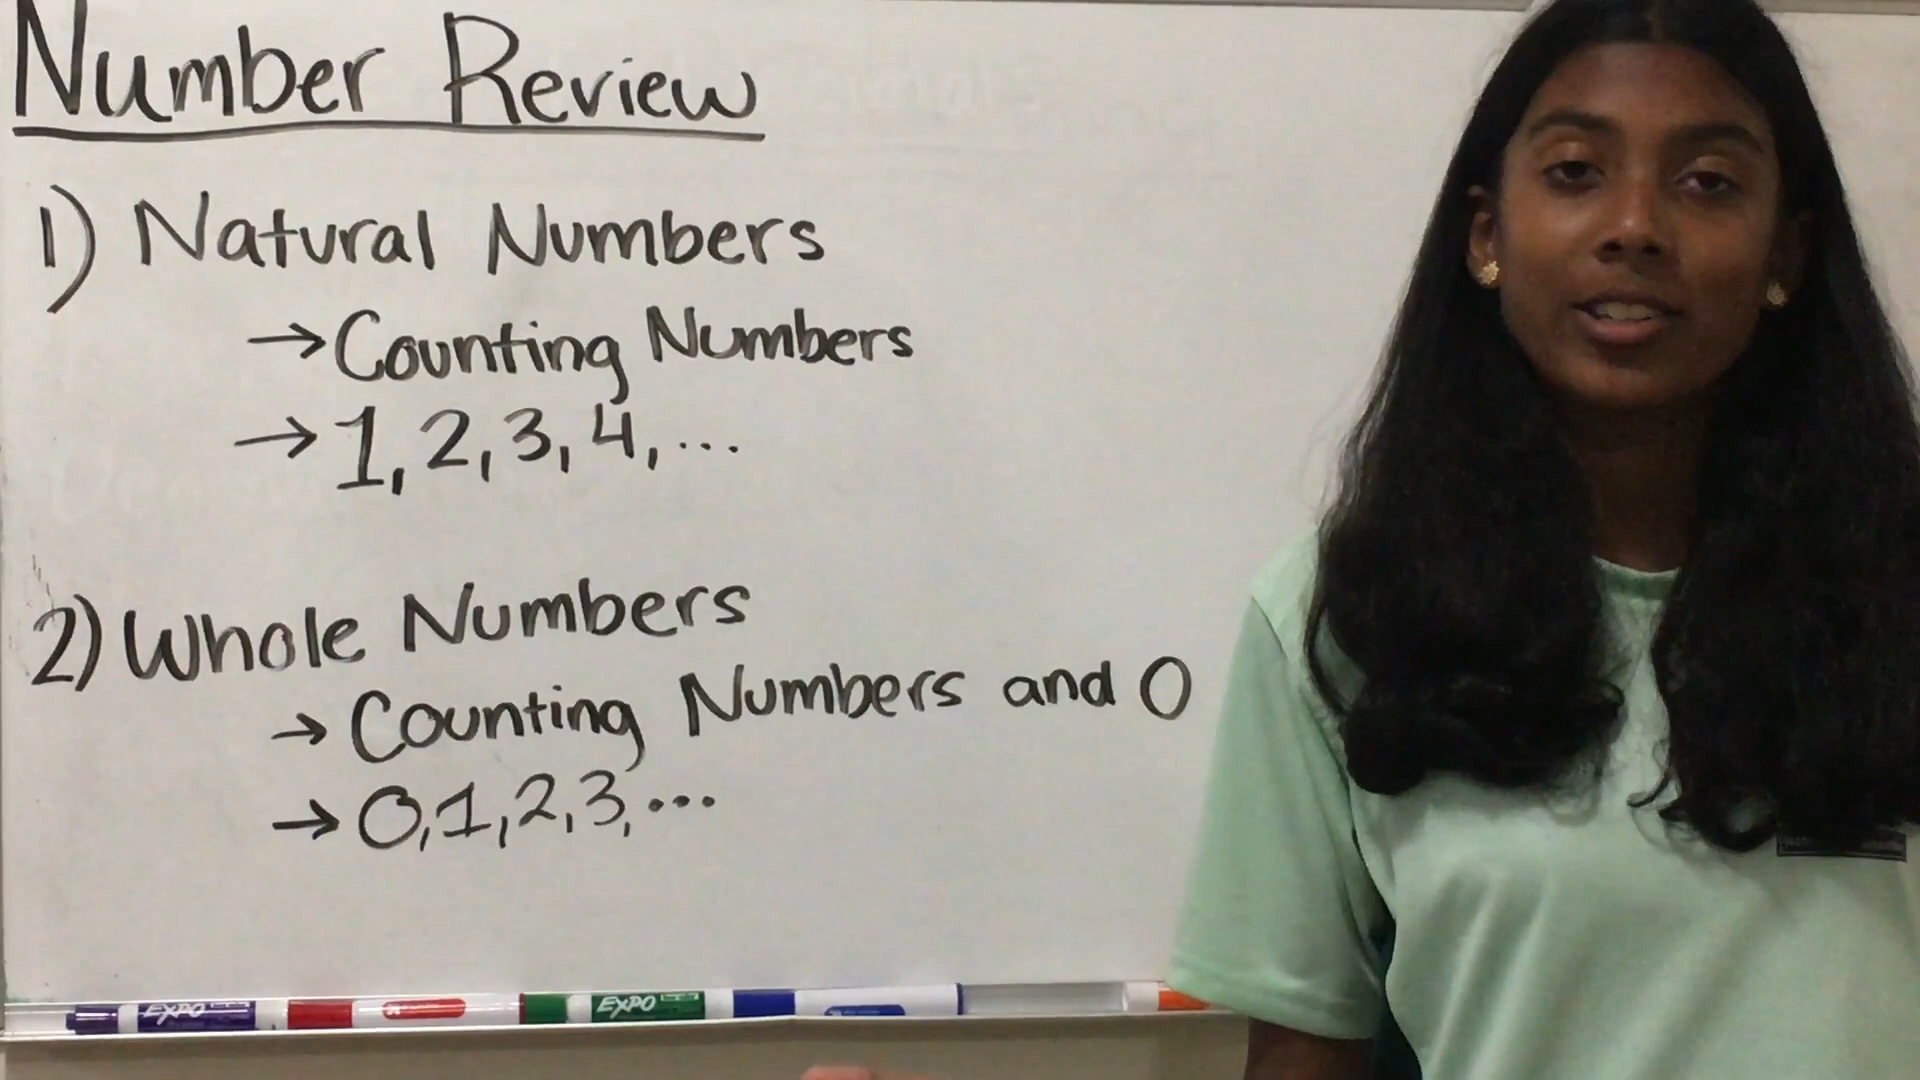 Number Review
1) Natural Numbers
→ Counting Numbers
→ 1, 2, 3, 4, ...
2) Whole Numbers
→ Counting Numbers and 0
→ 0, 1, 2, 3, ...
EXPO
EXPO